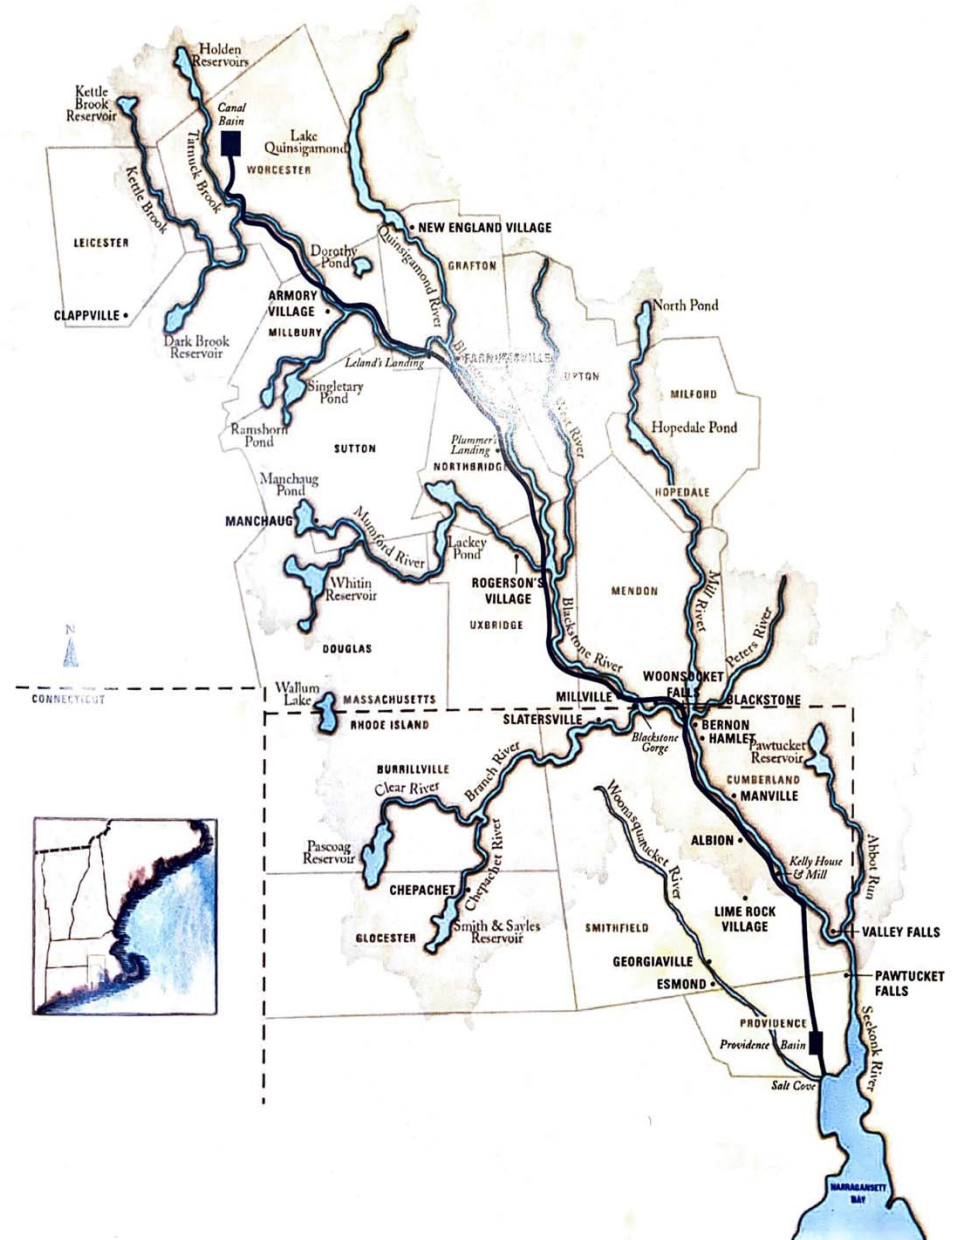 Holden
Reservoirs
Kettle
Brook
Reservoir
Canal
Basin
Lake
Quinsigamond
Tatnuck Brook
WORCESTER
Kettle Brook
NEW ENGLAND VILLAGE
LEICESTER
Dorothy
Pond
Quinsigamond River
GRAFTON
ARMORY
VILLAGE
CLAPPVILLE
MILLBURY
North Pond
Dark Brook
Reservoir
Leland's Landing
UPTON
Singletary
Pond
MILFORD
Ramshorn
Pond
West River
Hopedale Pond
SUTTON
Plummer's
Landing
NORTHBRIDGE
Manchaug
Pond
HOPEDALE
MANCHAUG
Mumford River
Lackey
Pond
ROGERSON'S
VILLAGE
Whitin
Reservoir
MENDON
Mill River
UXBRIDGE
Blackstone River
Peters River
N
DOUGLAS
WOONSOCKET
FALLS
CONNECTICUT
Wallum
Lake
MASSACHUSETTS
MILLVILLE
BLACKSTONE
RHODE ISLAND
SLATERSVILLE
BERNON
HAMLET
Blackstone
Gorge
Pawtucket
Reservoir
BURRILLVILLE
Branch River
CUMBERLAND
Clear River
MANVILLE
Woonasquatucket River
Pascoag
Reservoir
Chepachet River
ALBION
Abbot Run
Kelly House
& Mill
CHEPACHET
LIME ROCK
VILLAGE
Smith & Sayles
Reservoir
GLOCESTER
SMITHFIELD
VALLEY FALLS
GEORGIAVILLE
ESMOND
PAWTUCKET
FALLS
PROVIDENCE
Providence Basin
Seekonk River
Salt Cove
NARRAGANSETT
BAY